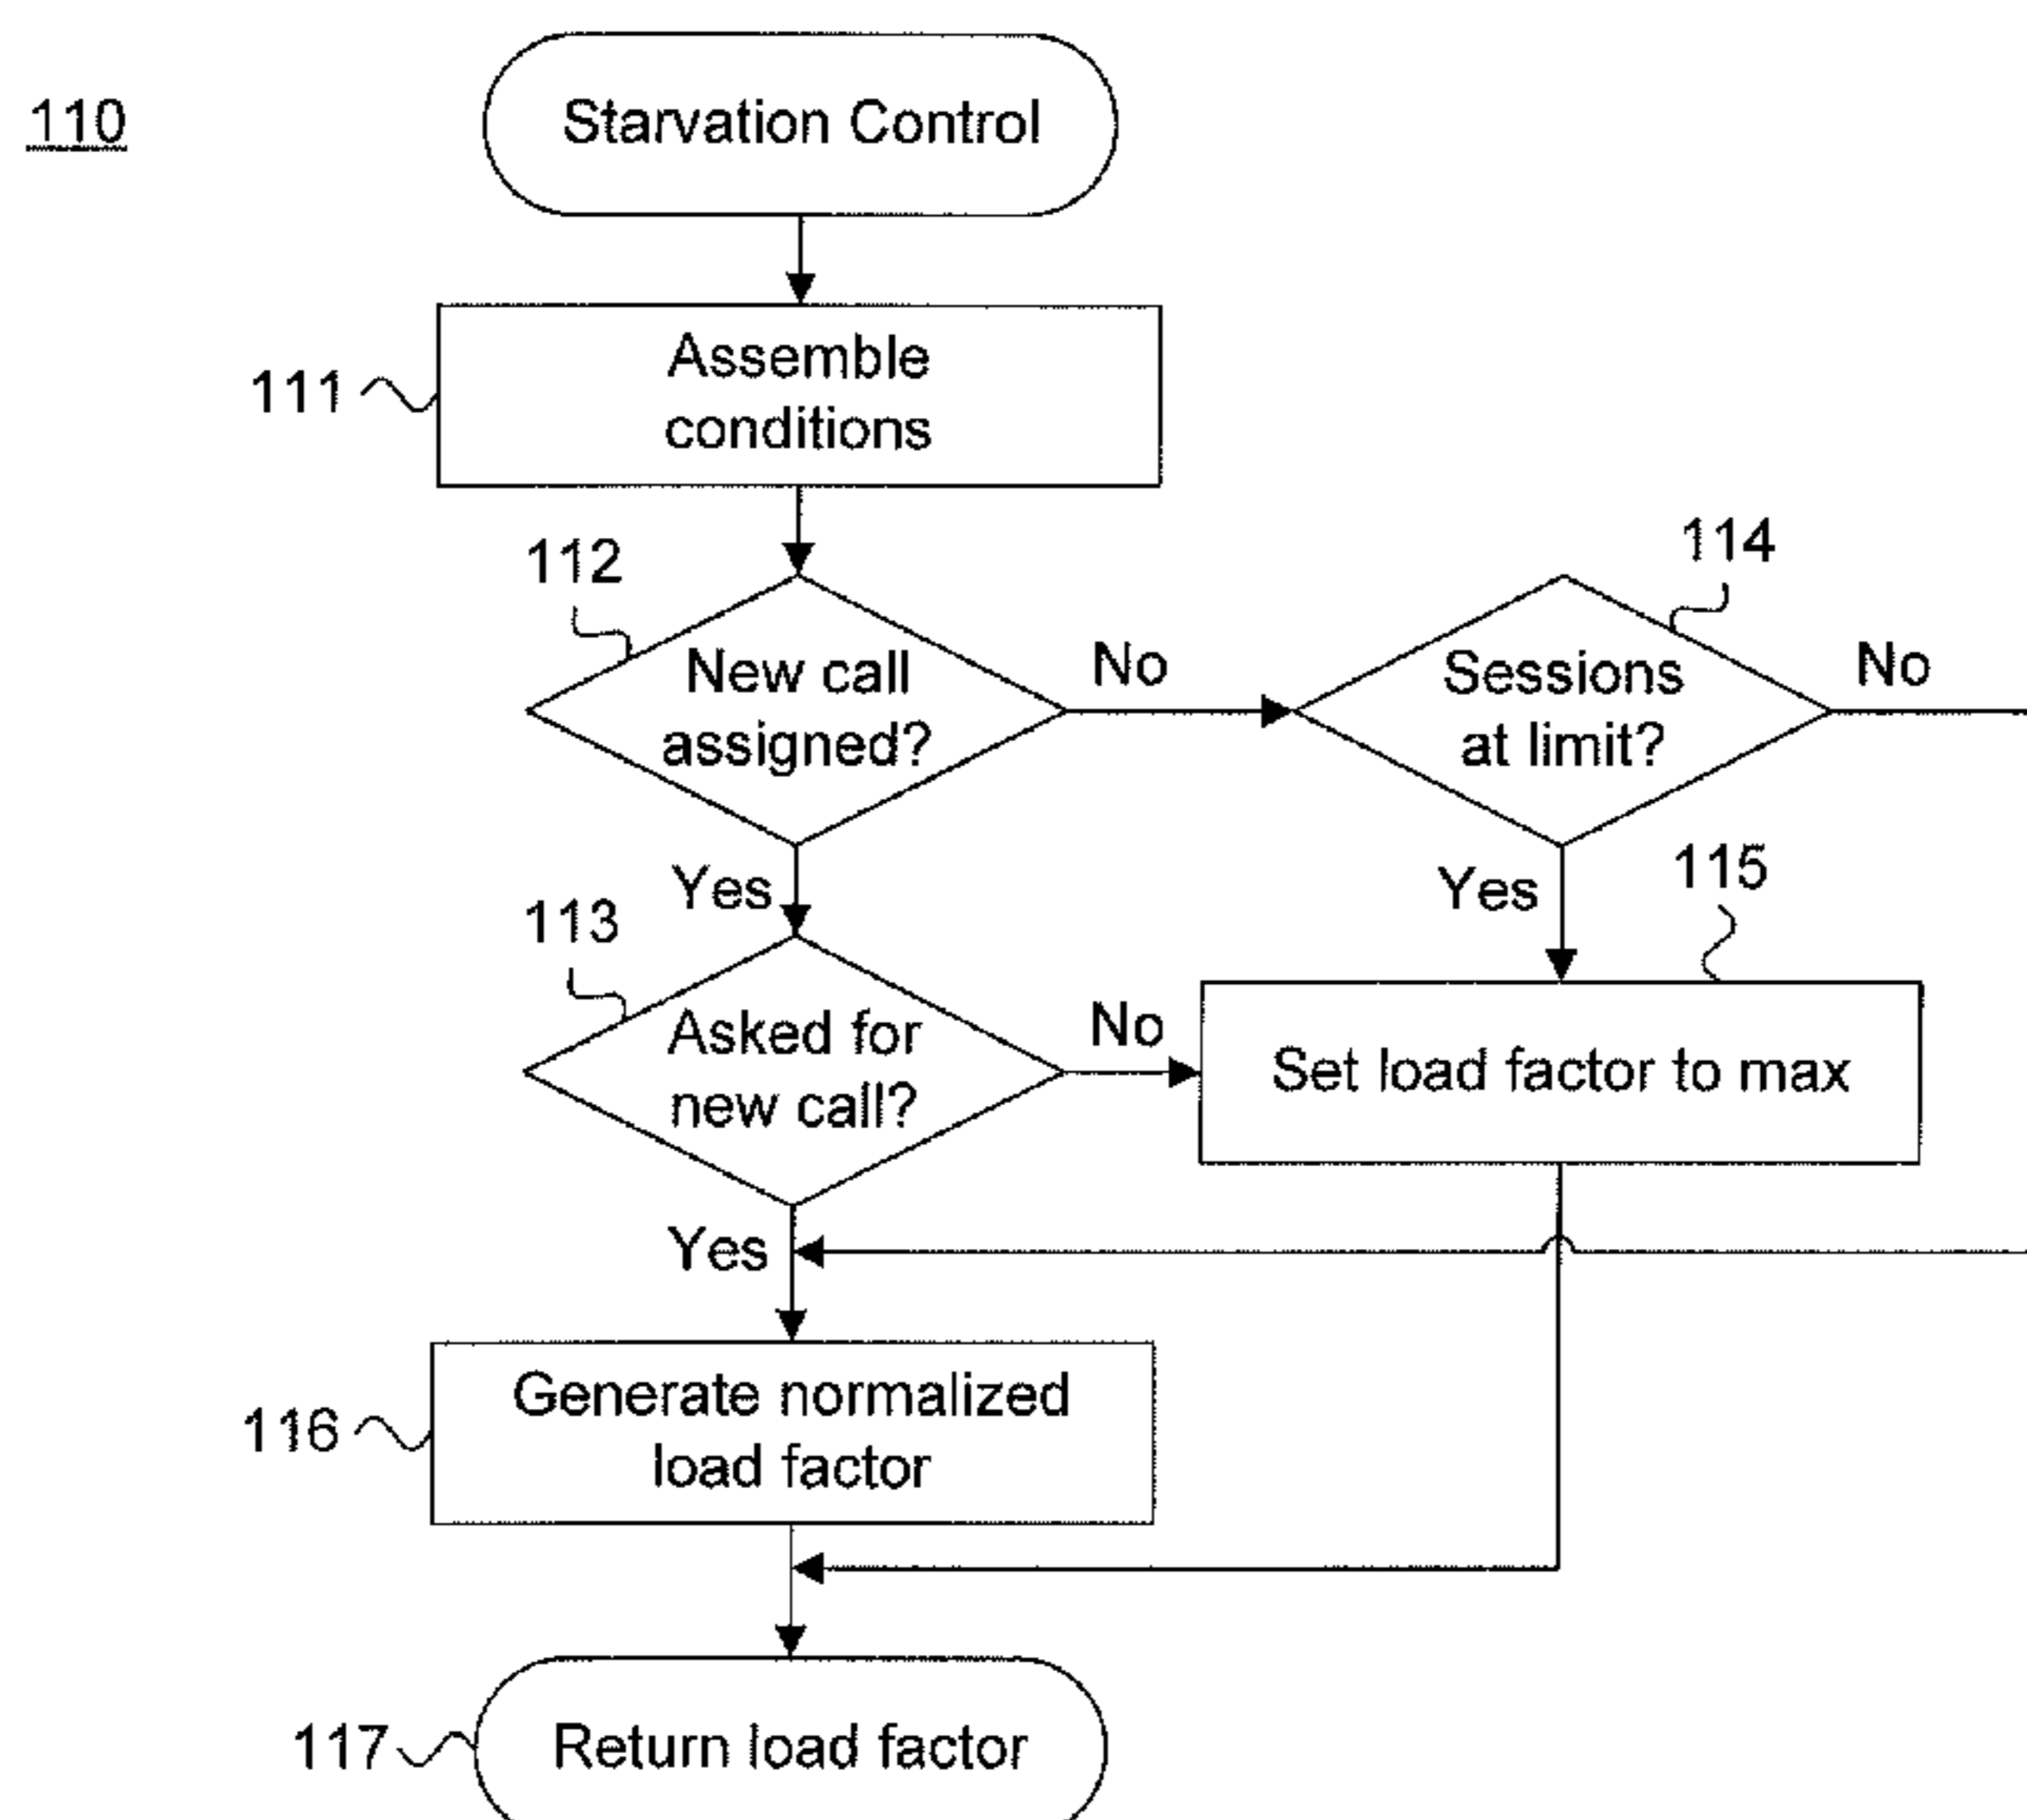 110
Starvation Control
111
Assemble
conditions
112
New call
assigned?
No
114
Sessions
at limit?
No
Yes
Yes
115
113
Asked for
new call?
No
Set load factor to max
Yes
116
Generate normalized
load factor
117
Return load factor